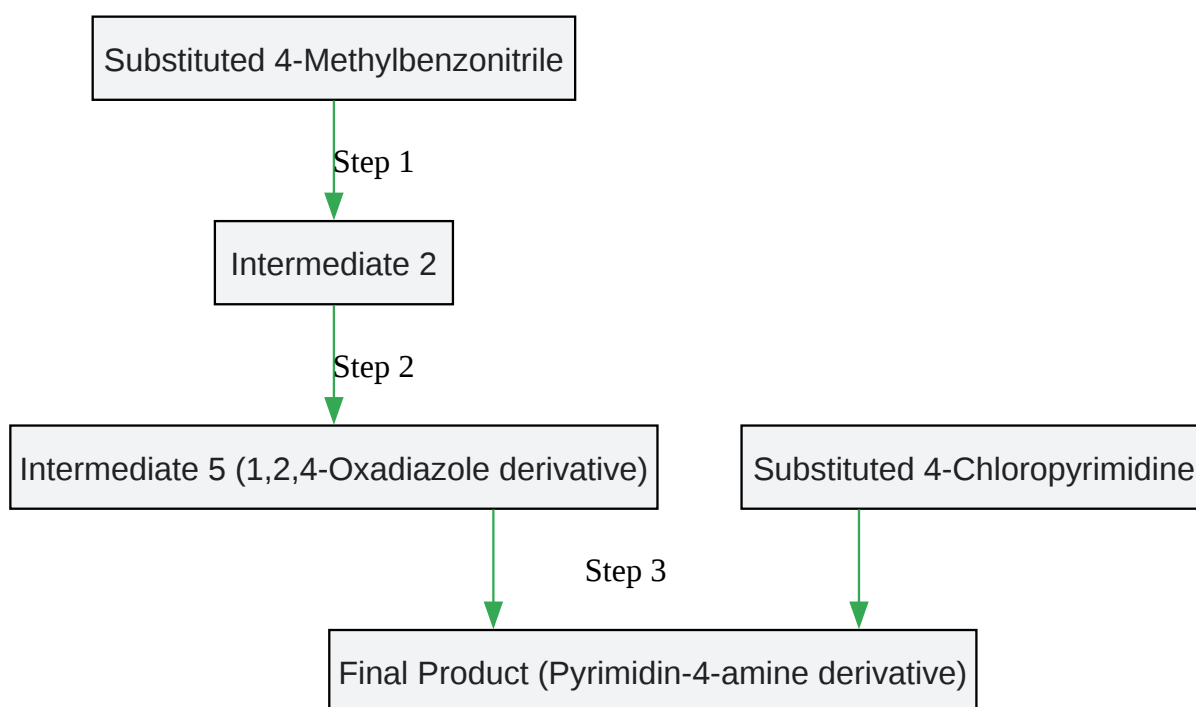 Substituted 4-Methylbenzonitrile
Step 1
Intermediate 2
Step 2
Intermediate 5 (1,2,4-Oxadiazole derivative)
Substituted 4-Chloropyrimidine
Step 3
Final Product (Pyrimidin-4-amine derivative)